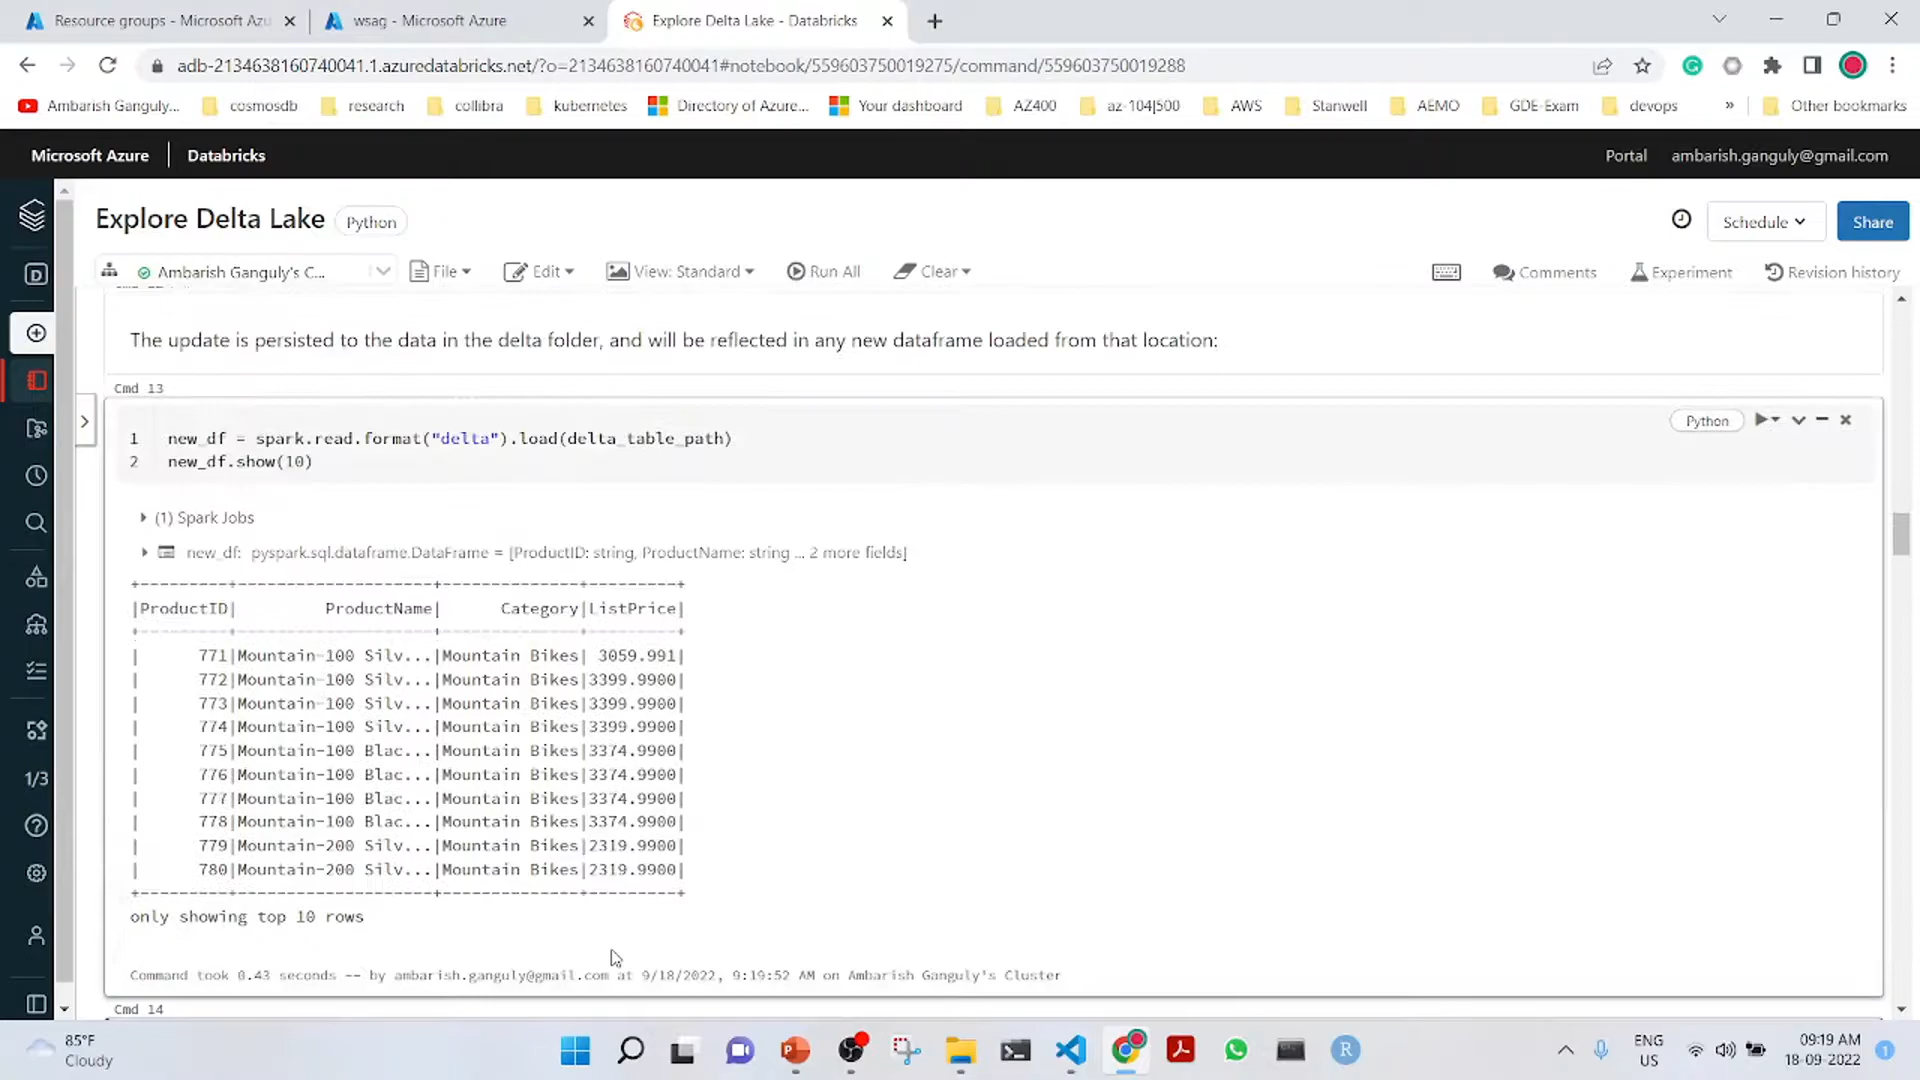 Resource groups - Microsoft Azu
wsag - Microsoft Azure
Explore Delta Lake - Databricks
adb-2134638160740041.1.azuredatabricks.net/?o=2134638160740041#notebook/559603750019275/command/559603750019288
Ambarish Ganguly... cosmosdb research collibra kubernetes Directory of Azure... Your dashboard AZ400 az-104|500 AWS Stanwell AEMO GDE-Exam devops » Other bookmarks
Microsoft Azure Databricks Portal ambarish.ganguly@gmail.com
Explore Delta Lake Python Schedule Share
Ambarish Ganguly's C... File Edit View: Standard Run All Clear Comments Experiment Revision history
The update is persisted to the data in the delta folder, and will be reflected in any new dataframe loaded from that location:
Cmd 13
Python
1 new_df = spark.read.format("delta").load(delta_table_path)
2 new_df.show(10)
(1) Spark Jobs
new_df: pyspark.sql.dataframe.DataFrame = [ProductID: string, ProductName: string ... 2 more fields]
+---------+--------------------+--------------+---------+
|ProductID|         ProductName|      Category|ListPrice|
+---------+--------------------+--------------+---------+
|      771|Mountain-100 Silv...|Mountain Bikes| 3059.991|
|      772|Mountain-100 Silv...|Mountain Bikes|3399.9900|
|      773|Mountain-100 Silv...|Mountain Bikes|3399.9900|
|      774|Mountain-100 Silv...|Mountain Bikes|3399.9900|
|      775|Mountain-100 Blac...|Mountain Bikes|3374.9900|
|      776|Mountain-100 Blac...|Mountain Bikes|3374.9900|
|      777|Mountain-100 Blac...|Mountain Bikes|3374.9900|
|      778|Mountain-100 Blac...|Mountain Bikes|3374.9900|
|      779|Mountain-200 Silv...|Mountain Bikes|2319.9900|
|      780|Mountain-200 Silv...|Mountain Bikes|2319.9900|
+---------+--------------------+--------------+---------+
only showing top 10 rows
Command took 0.43 seconds -- by ambarish.ganguly@gmail.com at 9/18/2022, 9:19:52 AM on Ambarish Ganguly's Cluster
Cmd 14
1/3
85°F
Cloudy
ENG
US
09:19 AM
18-09-2022
1